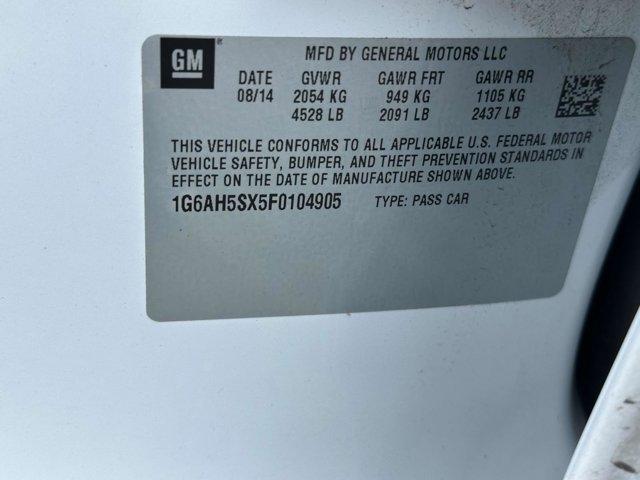 GM
MFD BY GENERAL MOTORS LLC
DATE GVWR GAWR FRT GAWR RR
08/14 2054 KG 949 KG 1105 KG
4528 LB 2091 LB 2437 LB
THIS VEHICLE CONFORMS TO ALL APPLICABLE U.S. FEDERAL MOTOR
VEHICLE SAFETY, BUMPER, AND THEFT PREVENTION STANDARDS IN
EFFECT ON THE DATE OF MANUFACTURE SHOWN ABOVE.
1G6AH5SX5F0104905 TYPE: PASS CAR